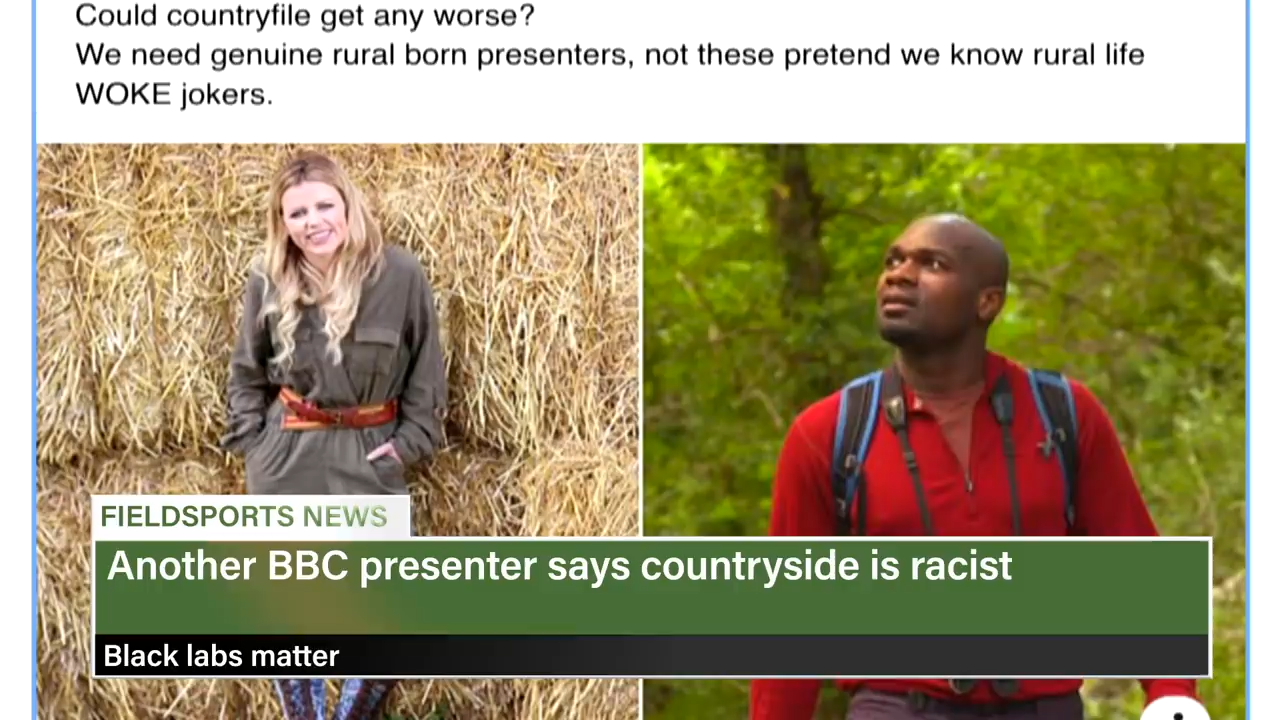 Could countryfile get any worse?
We need genuine rural born presenters, not these pretend we know rural life
WOKE jokers.
FIELDSPORTS NEWS
Another BBC presenter says countryside is racist
Black labs matter